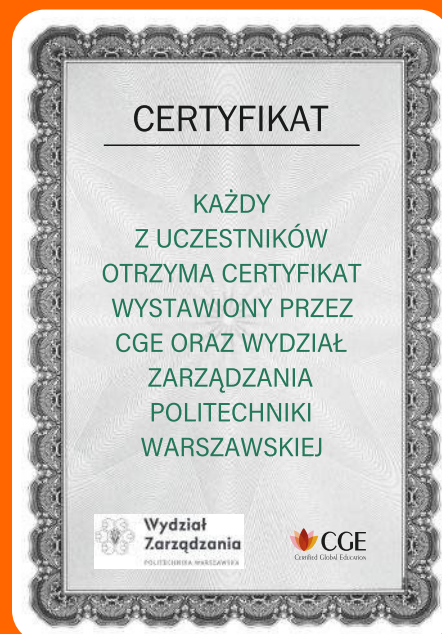 CERTYFIKAT
KAŻDY
Z UCZESTNIKÓW
OTRZYMA CERTYFIKAT
WYSTAWIONY PRZEZ
CGE ORAZ WYDZIAŁ
ZARZĄDZANIA
POLITECHNIKI
WARSZAWSKIEJ
Wydział
Zarządzania
POLITECHNIKA WARSZAWSKA
CGE
Certified Global Education